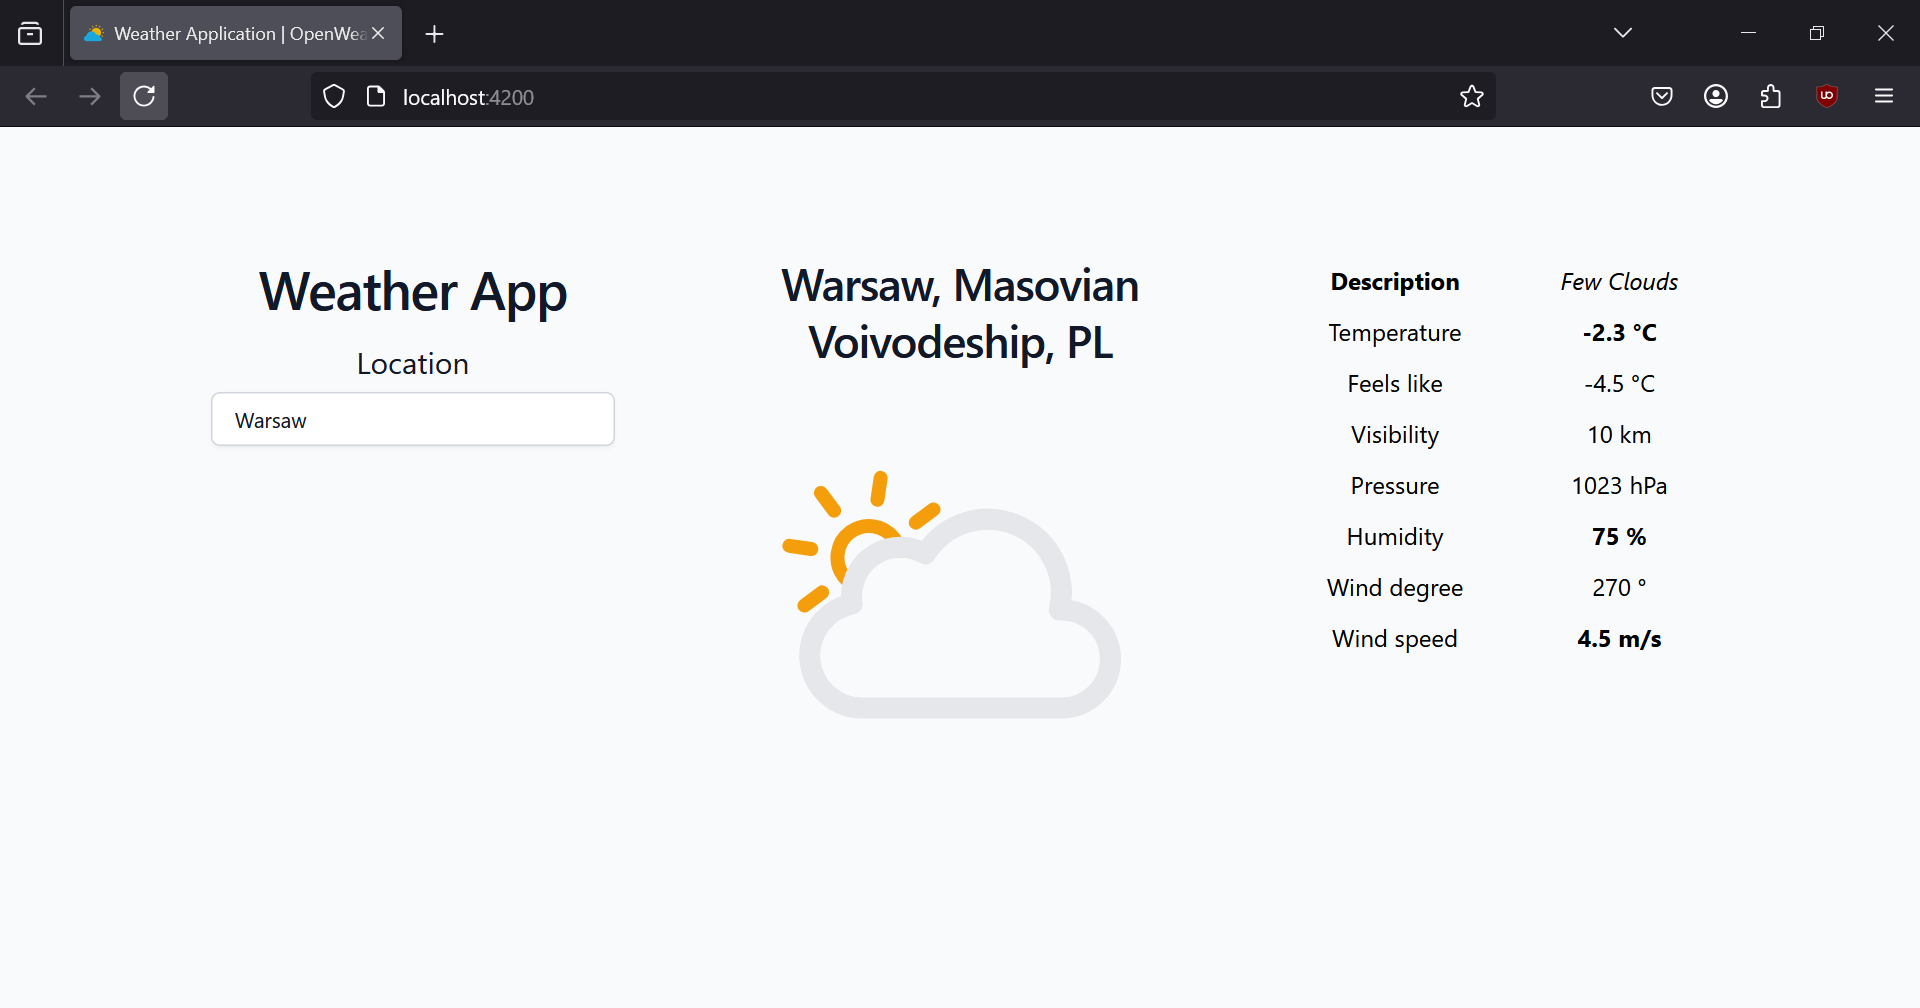 Weather Application | OpenWea
localhost:4200
Weather App
Location
Warsaw
Warsaw, Masovian
Voivodeship, PL
Description Few Clouds
Temperature -2.3 °C
Feels like -4.5 °C
Visibility 10 km
Pressure 1023 hPa
Humidity 75 %
Wind degree 270 °
Wind speed 4.5 m/s